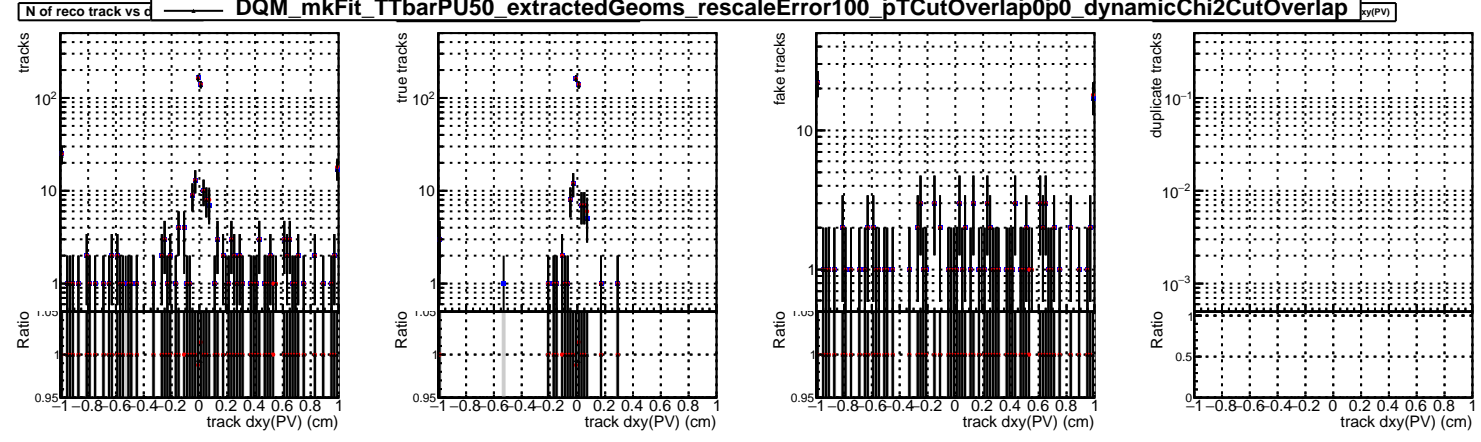 N of reco track vs d
DQM_mkFit_TTbarPU50_extractedGeoms_rescaleError100_pTCutOverlap0p0_dynamicChi2CutOverlap
xy(PV)
tracks
10²
10
1
Ratio
1.05
1
0.95
−1 −0.8 −0.6 −0.4 −0.2 0 0.2 0.4 0.6 0.8 1
track dxy(PV) (cm)
true tracks
10²
10
1
Ratio
1.05
1
0.95
−1 −0.8 −0.6 −0.4 −0.2 0 0.2 0.4 0.6 0.8 1
track dxy(PV) (cm)
fake tracks
10
1
Ratio
1.05
1
0.95
−1 −0.8 −0.6 −0.4 −0.2 0 0.2 0.4 0.6 0.8 1
track dxy(PV) (cm)
duplicate tracks
10⁻¹
10⁻²
10⁻³
Ratio
1
0.5
0
−1 −0.8 −0.6 −0.4 −0.2 0 0.2 0.4 0.6 0.8 1
track dxy(PV) (cm)